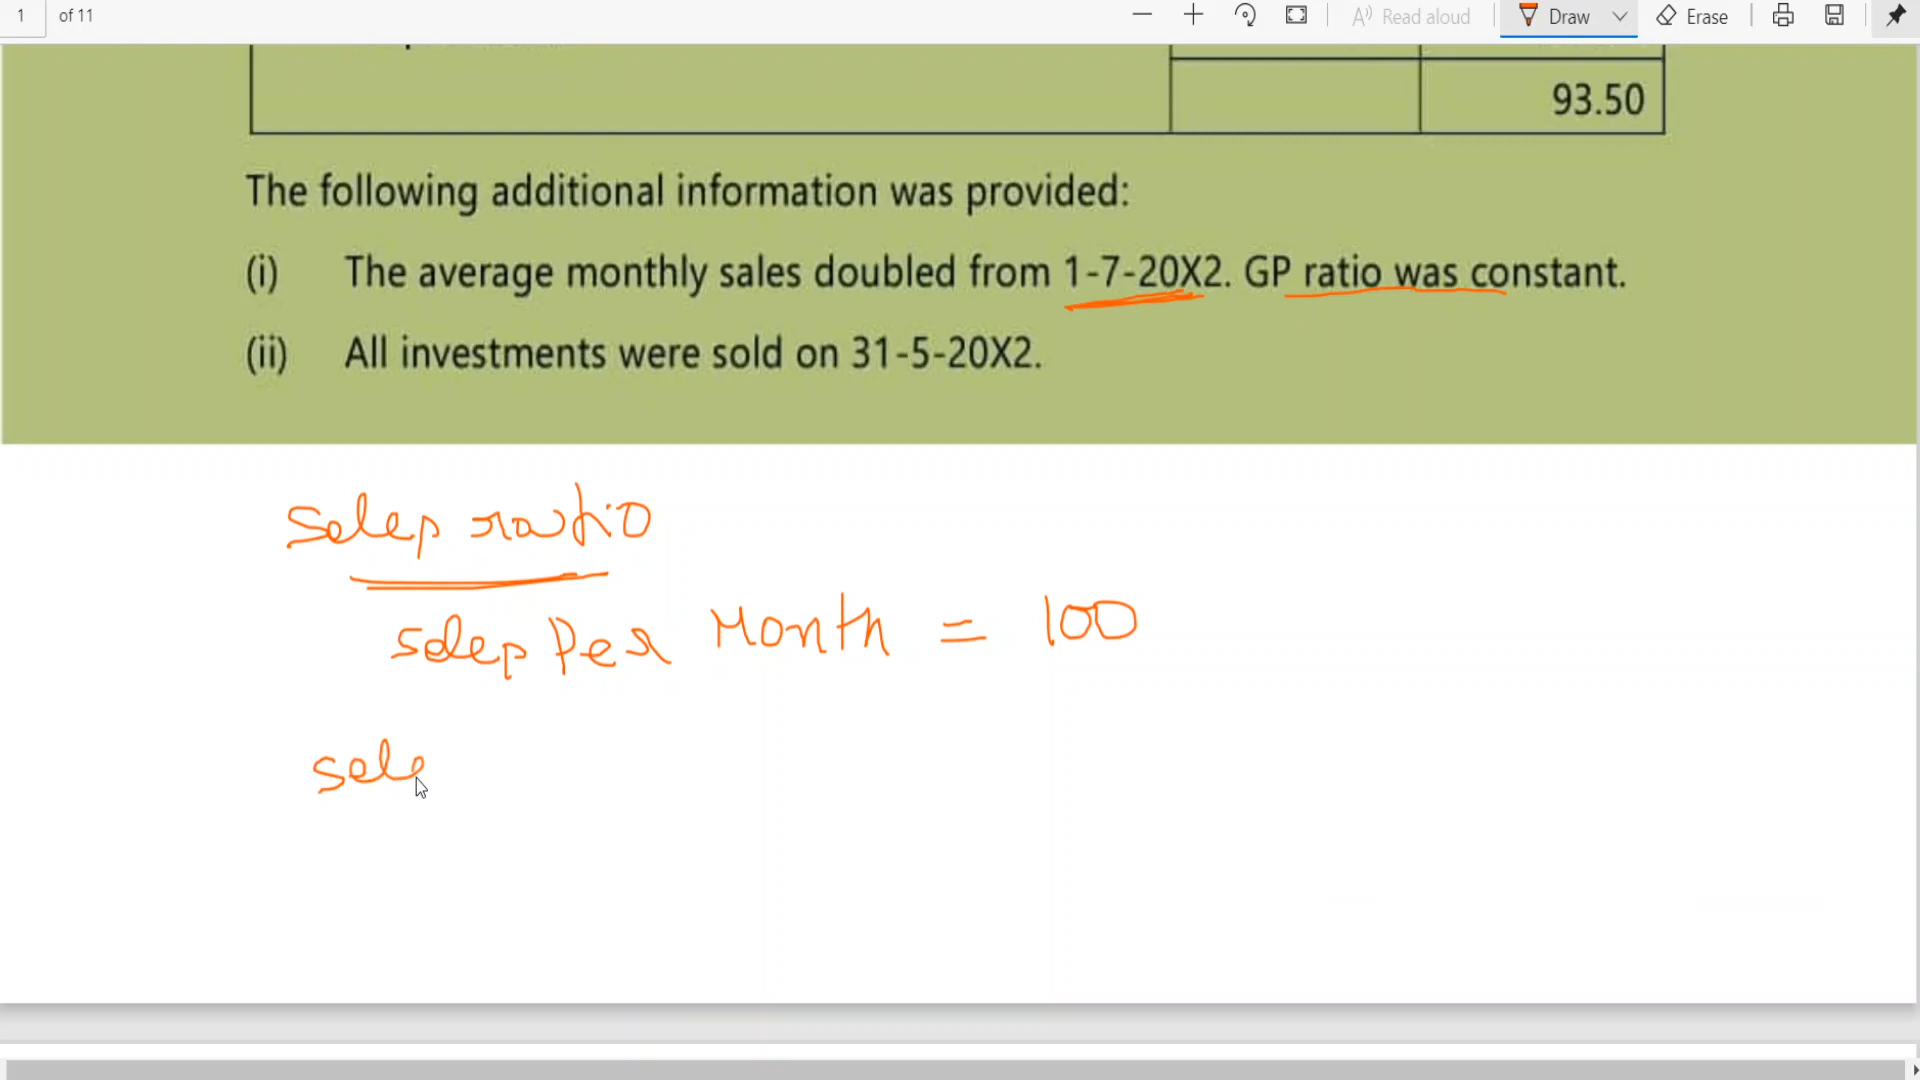 1 of 11 Read aloud Draw Erase
93.50
The following additional information was provided:
(i) The average monthly sales doubled from 1-7-20X2. GP ratio was constant.
(ii) All investments were sold on 31-5-20X2.
Sales ratio
sales Per Month = 100
sale